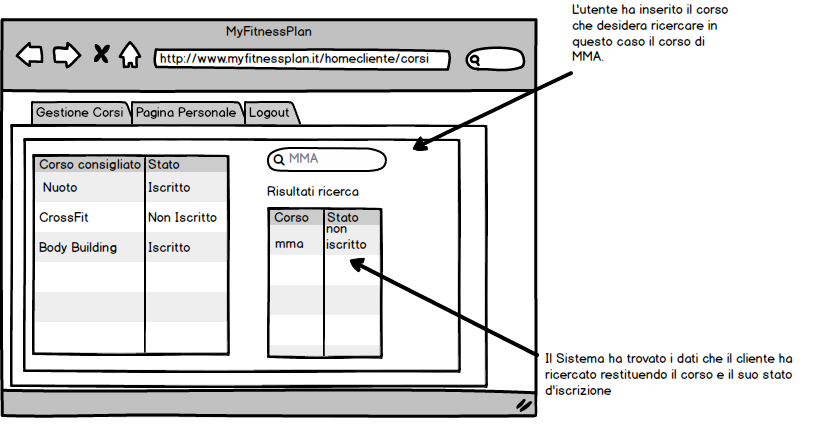 MyFitnessPlan
http://www.myfitnessplan.it/homecliente/corsi
L'utente ha inserito il corso
che desidera ricercare in
questo caso il corso di
MMA.
Gestione Corsi Pagina Personale Logout
MMA
Corso consigliato Stato
Nuoto Iscritto
CrossFit Non Iscritto
Body Building Iscritto
Risultati ricerca
Corso Stato
mma non
iscritto
Il Sistema ha trovato i dati che il cliente ha
ricercato restituendo il corso e il suo stato
d'iscrizione